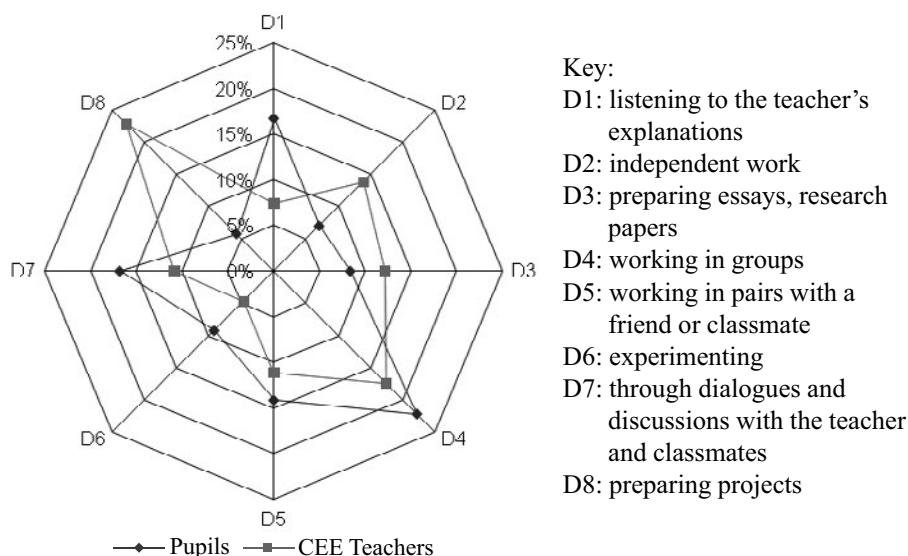 D1
25%
20%
15%
10%
5%
0%
D2
D3
D4
D5
D6
D7
D8
Pupils CEE Teachers
Key:
D1: listening to the teacher’s
explanations
D2: independent work
D3: preparing essays, research
papers
D4: working in groups
D5: working in pairs with a
friend or classmate
D6: experimenting
D7: through dialogues and
discussions with the teacher
and classmates
D8: preparing projects